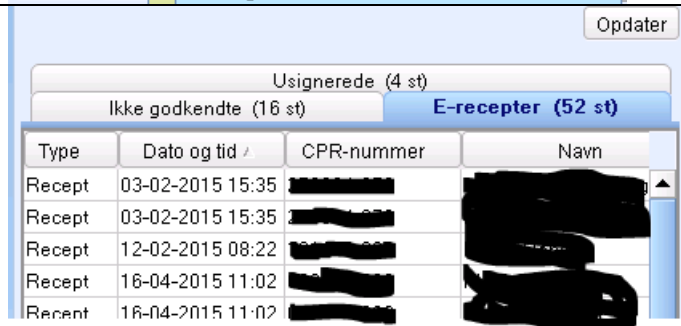 Opdater
Usignerede (4 st)
Ikke godkendte (16 st) E-recepter (52 st)
Type Dato og tid CPR-nummer Navn
Recept 03-02-2015 15:35
Recept 03-02-2015 15:35
Recept 12-02-2015 08:22
Recept 16-04-2015 11:02
Recept 16-04-2015 11:02